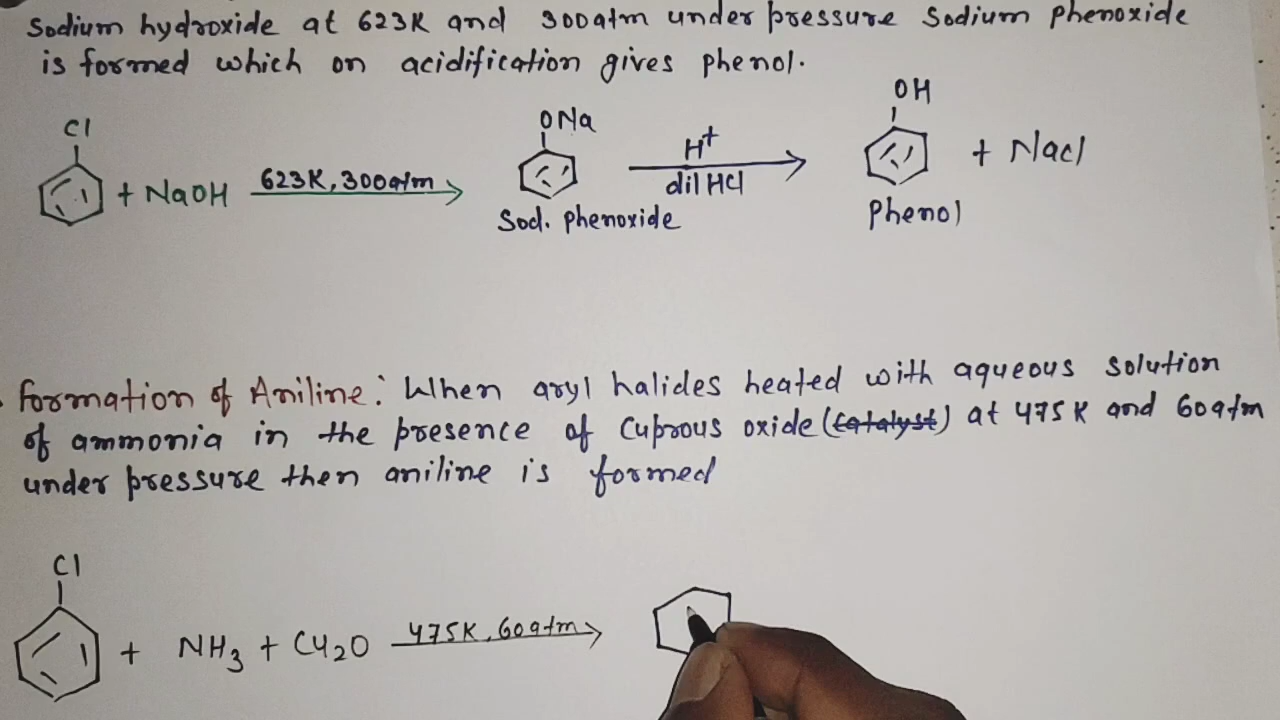 Sodium hydroxide at 623K and 300atm under pressure Sodium phenoxide
is formed which on acidification gives phenol.
Cl ONa OH
+ NaOH 623K, 300atm H+ dil HCl + Nacl
Sod. phenoxide Phenol
Formation of Aniline: When aryl halides heated with aqueous solution
of ammonia in the presence of Cuprous oxide (catalyst) at 475K and 60atm
under pressure then aniline is formed
Cl
+ NH3 + Cu2O 475K, 60atm